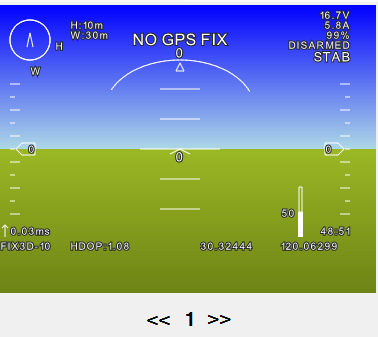 16.7V
H:10m
5.8A
W:30m
99%
NO GPS FIX
DISARMED
H
0
STAB
W
0
0
0
50
0.03ms
48:51
FIX3D-10 HDOP:1.08 30.32444 120.06299
<< 1 >>